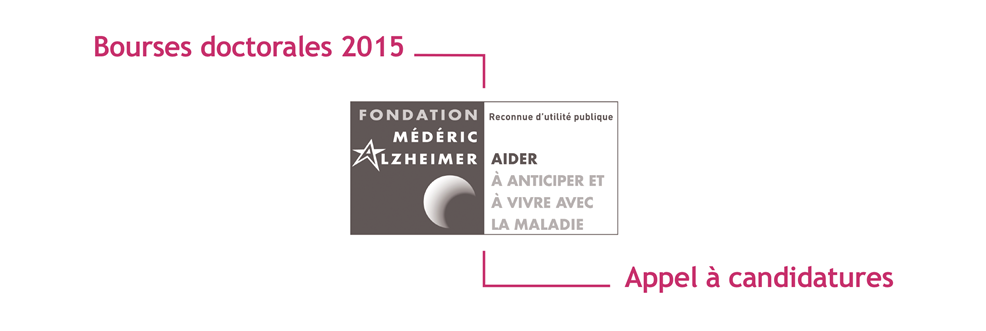 Bourses doctorales 2015
FONDATION
MÉDÉRIC
ALZHEIMER
Reconnue d'utilité publique
AIDER
À ANTICIPER ET
À VIVRE AVEC
LA MALADIE
Appel à candidatures